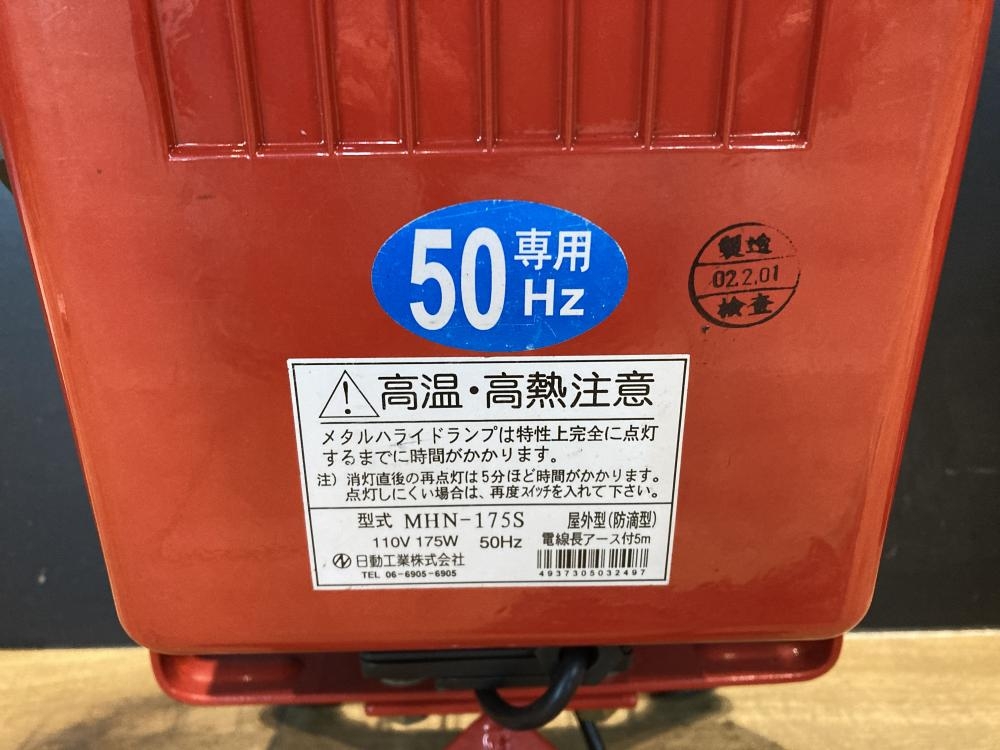 50専用
Hz
製造
02.2.01
検査
高温・高熱注意
メタルハライドランプは特性上完全に点灯
するまでに時間がかかります。
注）消灯直後の再点灯は5分ほど時間がかかります。
点灯しにくい場合は、再度スイッチを入れて下さい。
型式 MHN-175S 屋外型(防滴型)
110V 175W 50Hz 電線長アース付5m
日動工業株式会社
TEL 06-6905-6905
4937305032497